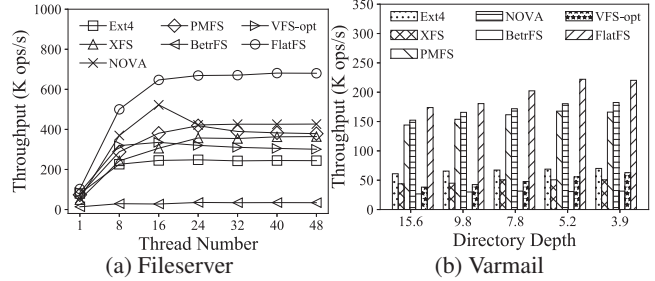 Ext4
XFS
NOVA
PMFS
BetrFS
VFS-opt
FlatFS
Throughput (K ops/s)
1000
800
600
400
200
0
1 8 16 24 32 40 48
Thread Number
(a) Fileserver
Ext4
XFS
PMFS
NOVA
BetrFS
VFS-opt
FlatFS
Throughput (K ops/s)
350
300
250
200
150
100
50
0
15.6 9.8 7.8 5.2 3.9
Directory Depth
(b) Varmail